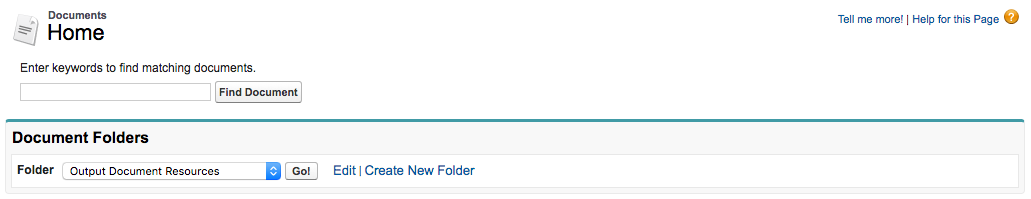 Documents
Home
Tell me more! | Help for this Page ?
Enter keywords to find matching documents.
Find Document
Document Folders
Folder Output Document Resources Go! Edit | Create New Folder